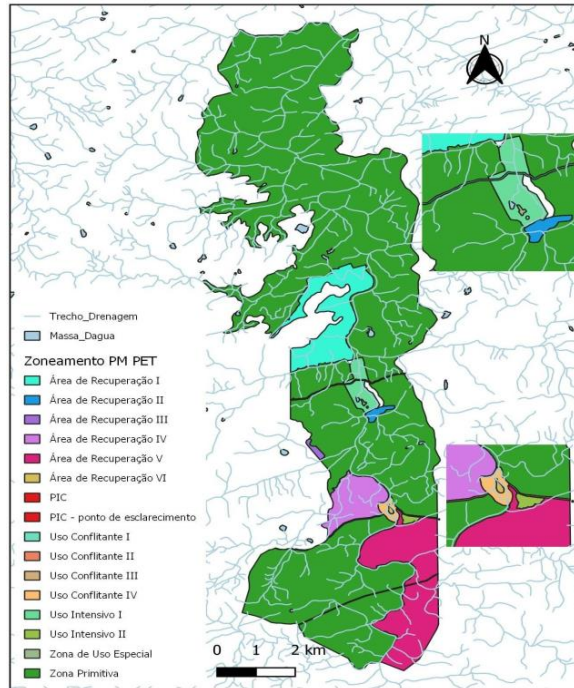 N
Trecho_Drenagem
Massa_Dagua
Zoneamento PM PET
Área de Recuperação I
Área de Recuperação II
Área de Recuperação III
Área de Recuperação IV
Área de Recuperação V
Área de Recuperação VI
PIC
PIC - ponto de esclarecimento
Uso Conflitante I
Uso Conflitante II
Uso Conflitante III
Uso Conflitante IV
Uso Intensivo I
Uso Intensivo II
Zona de Uso Especial
Zona Primitiva
0 1 2 km